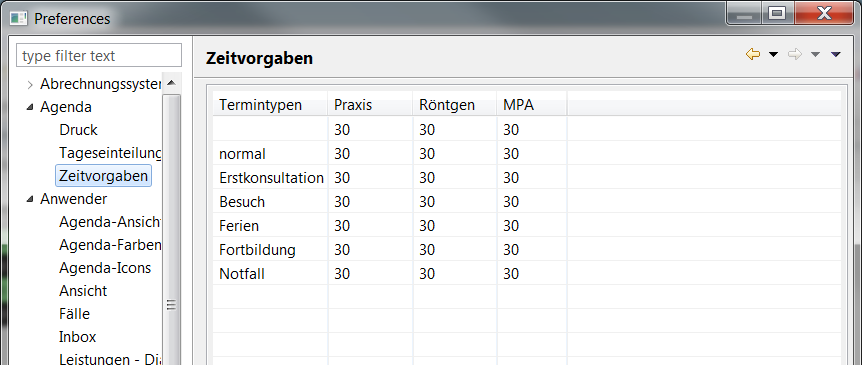 Preferences
type filter text
Abrechnungssystem
Agenda
Druck
Tageseinteilung
Zeitvorgaben
Anwender
Agenda-Ansicht
Agenda-Farben
Agenda-Icons
Ansicht
Fälle
Inbox
Leistungen - Dia
Zeitvorgaben
Termintypen Praxis Röntgen MPA
30 30 30
normal 30 30 30
Erstkonsultation 30 30 30
Besuch 30 30 30
Ferien 30 30 30
Fortbildung 30 30 30
Notfall 30 30 30